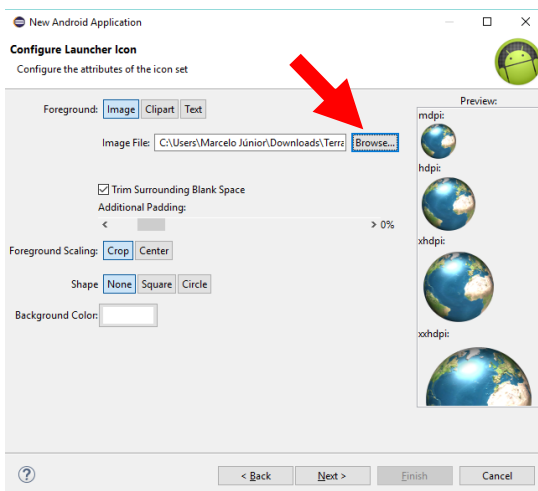 New Android Application
Configure Launcher Icon
Configure the attributes of the icon set
Foreground: Image Clipart Text
Image File: C:\Users\Marcelo Júnior\Downloads\Terra Browse...
Trim Surrounding Blank Space
Additional Padding:
0%
Foreground Scaling: Crop Center
Shape None Square Circle
Background Color:
Preview:
mdpi:
hdpi:
xhdpi:
xxhdpi:
? < Back Next > Finish Cancel